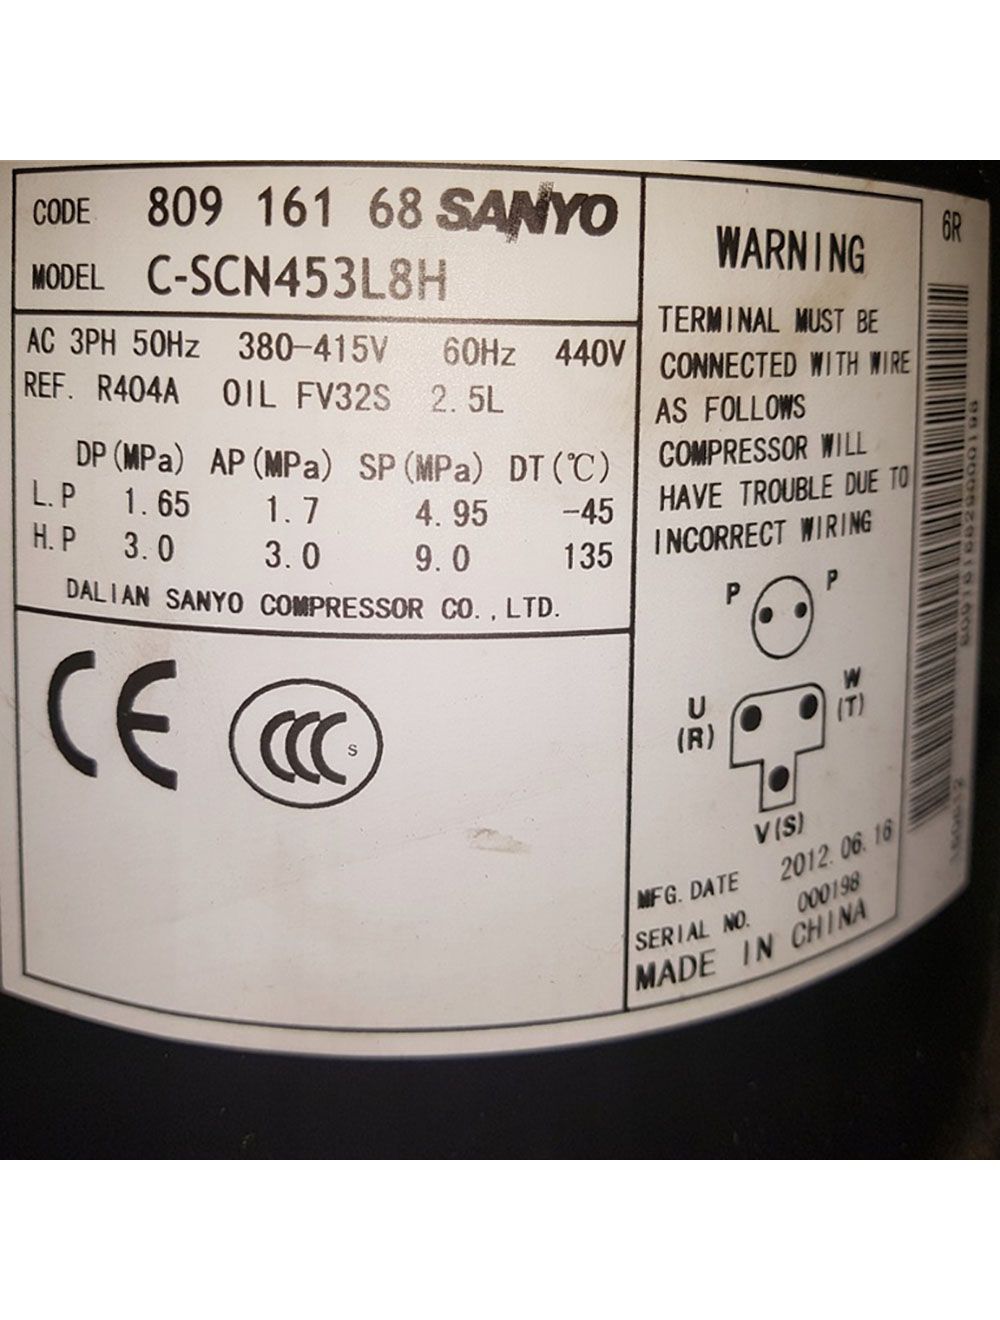 CODE 809 161 68 SANYO
MODEL C-SCN453L8H
AC 3PH 50Hz 380-415V 60Hz 440V
REF. R404A OIL FV32S 2.5L
DP(MPa) AP(MPa) SP(MPa) DT(℃)
L.P 1.65 1.7 4.95 -45
H.P 3.0 3.0 9.0 135
DALIAN SANYO COMPRESSOR CO.,LTD.
CE
CCC S
WARNING
TERMINAL MUST BE
CONNECTED WITH WIRE
AS FOLLOWS
COMPRESSOR WILL
HAVE TROUBLE DUE TO
INCORRECT WIRING
P P
U W
(R) (T)
V(S)
MFG. DATE 2012.06.16
SERIAL NO. 000198
MADE IN CHINA
6R